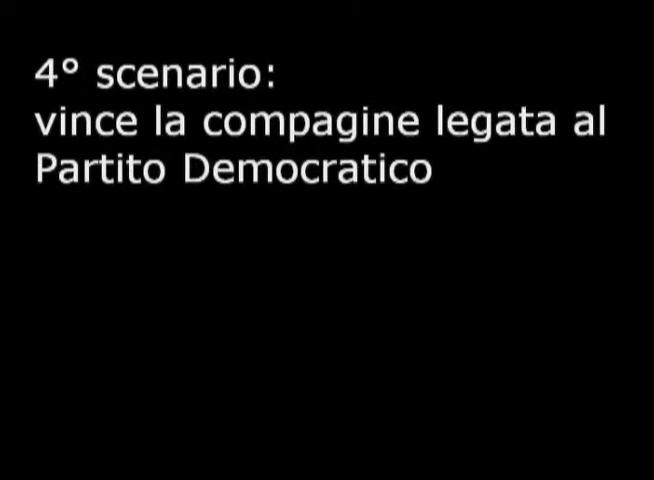 4° scenario:
vince la compagine legata al
Partito Democratico